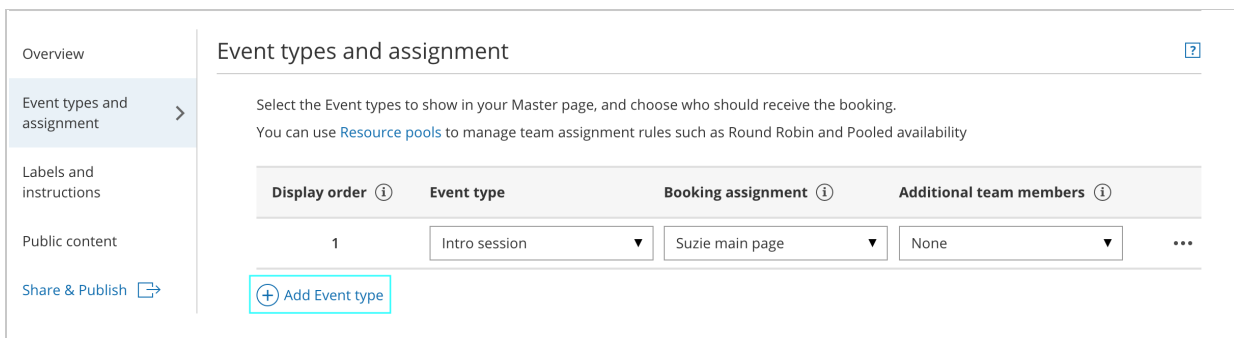 Overview
Event types and
assignment
Labels and
instructions
Public content
Share & Publish
Event types and assignment
?
Select the Event types to show in your Master page, and choose who should receive the booking.
You can use Resource pools to manage team assignment rules such as Round Robin and Pooled availability
Display order i Event type Booking assignment i Additional team members i
1 Intro session Suzie main page None
Add Event type